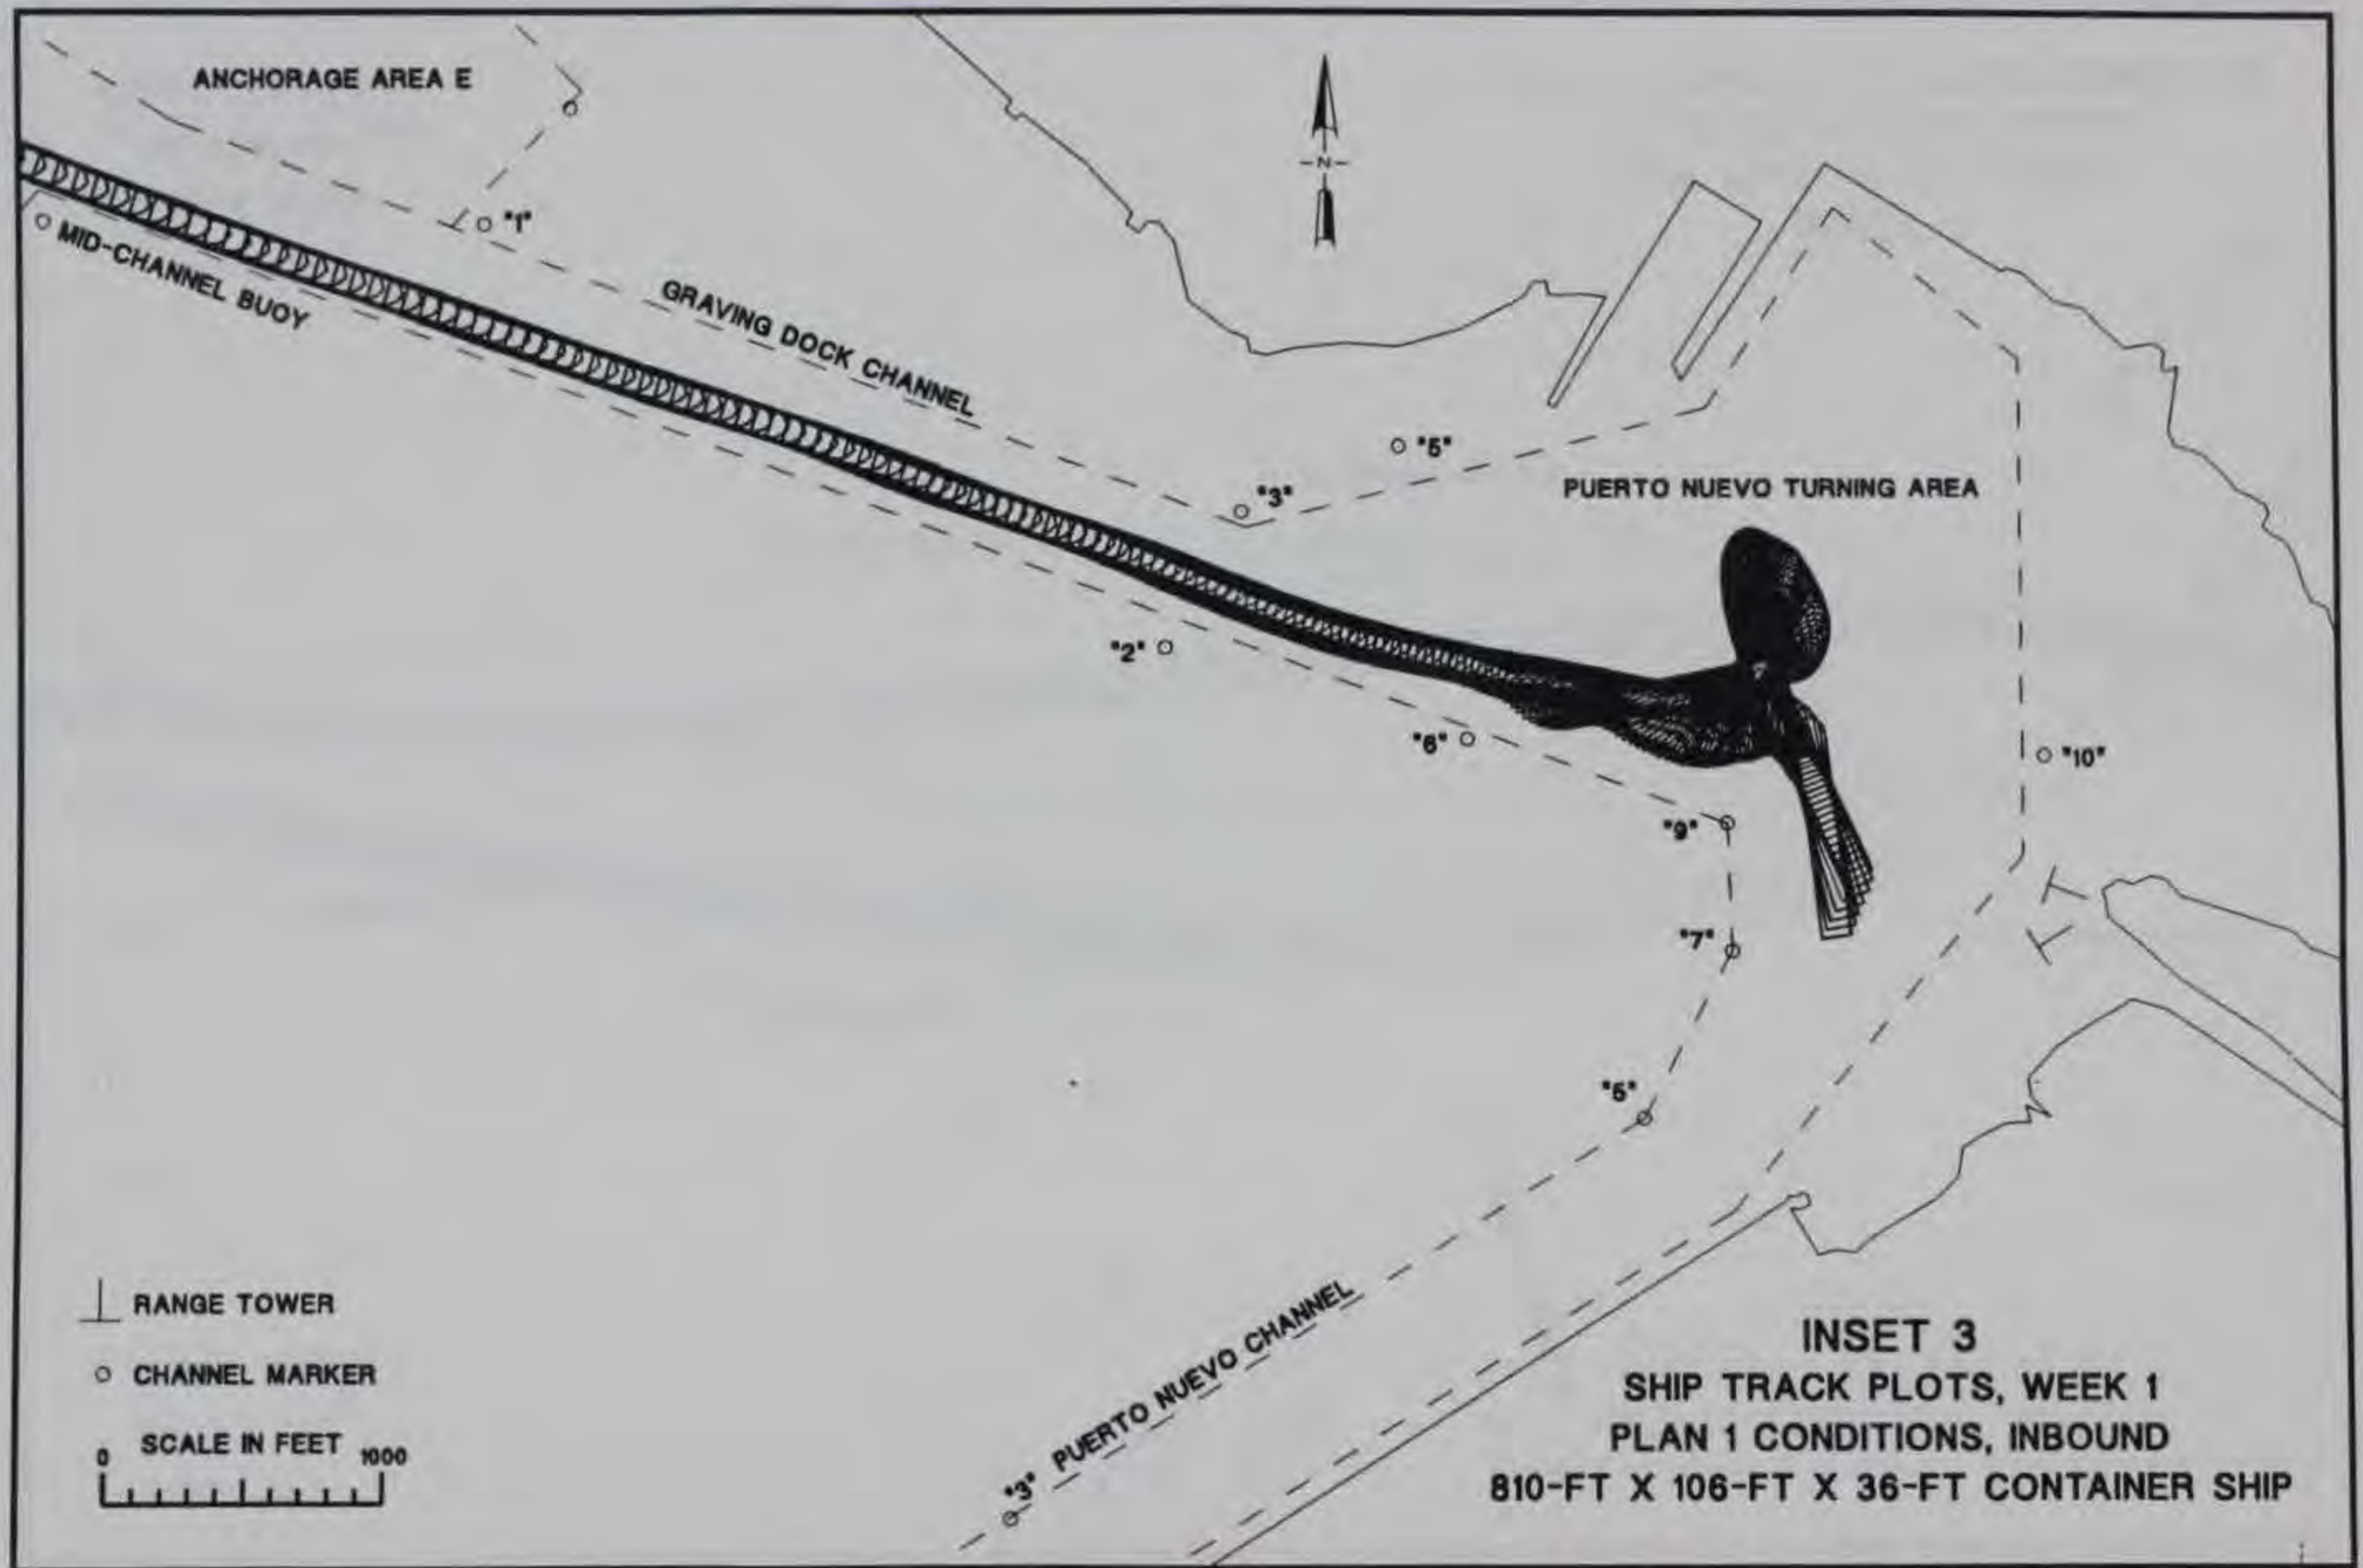 ANCHORAGE AREA E
-N-
"1"
MID-CHANNEL BUOY
GRAVING DOCK CHANNEL
"5"
"3"
PUERTO NUEVO TURNING AREA
"2"
"6"
"10"
"9"
"7"
"5"
PUERTO NUEVO CHANNEL
"3"
RANGE TOWER
CHANNEL MARKER
SCALE IN FEET
0 1000
INSET 3
SHIP TRACK PLOTS, WEEK 1
PLAN 1 CONDITIONS, INBOUND
810-FT X 106-FT X 36-FT CONTAINER SHIP